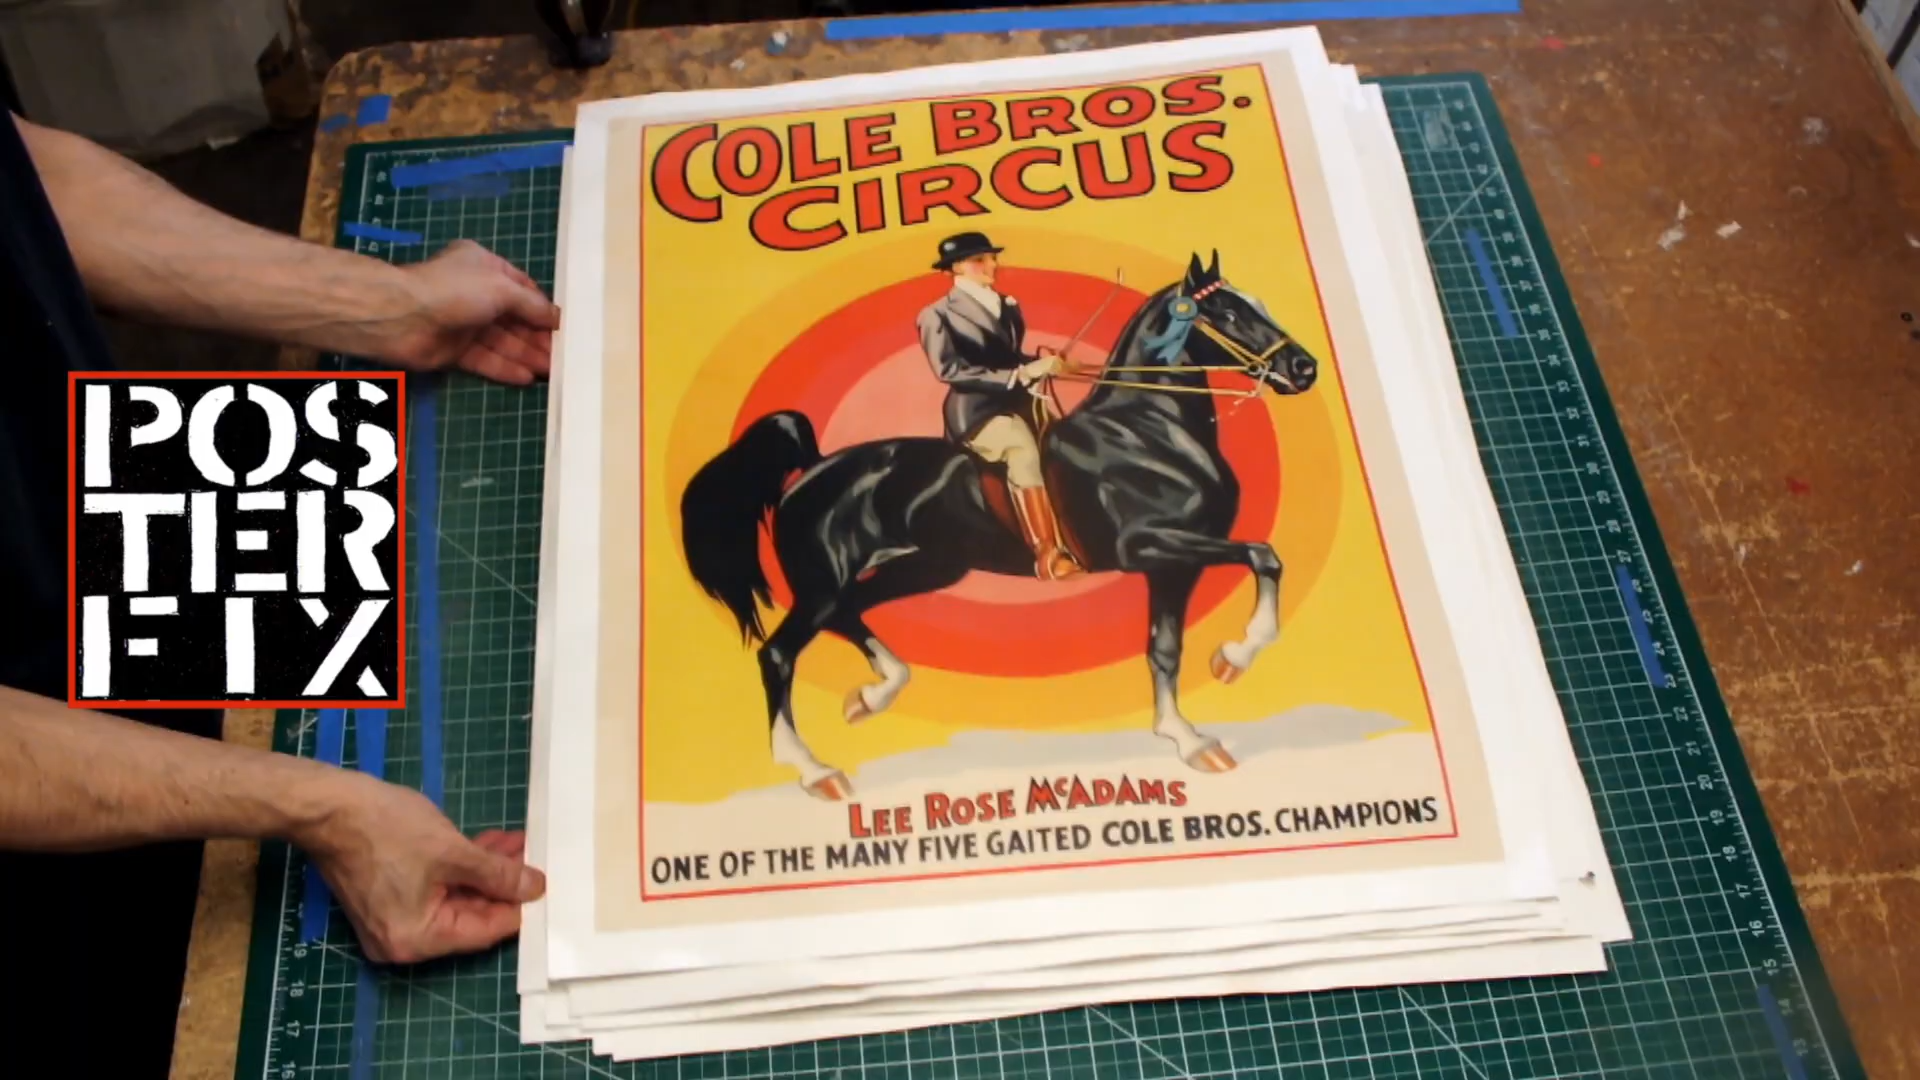 COLE BROS.
CIRCUS
LEE ROSE McADAMS
ONE OF THE MANY FIVE GAITED COLE BROS. CHAMPIONS
POS
TER
FIX